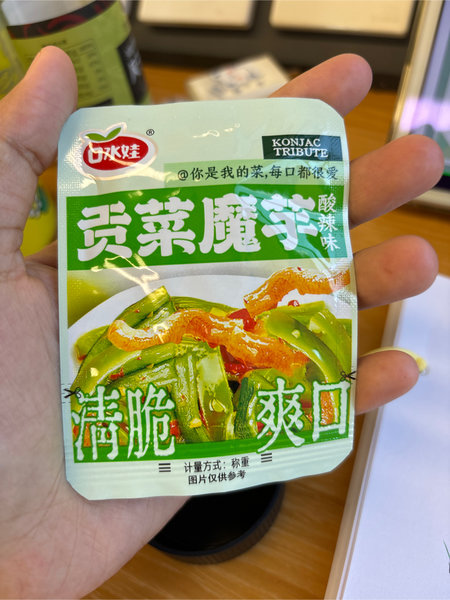 口水娃®
KONJAC
TRIBUTE
@你是我的菜,每口都很爱
贡菜魔芋
酸辣味
清脆 爽口
计量方式：称重
图片仅供参考